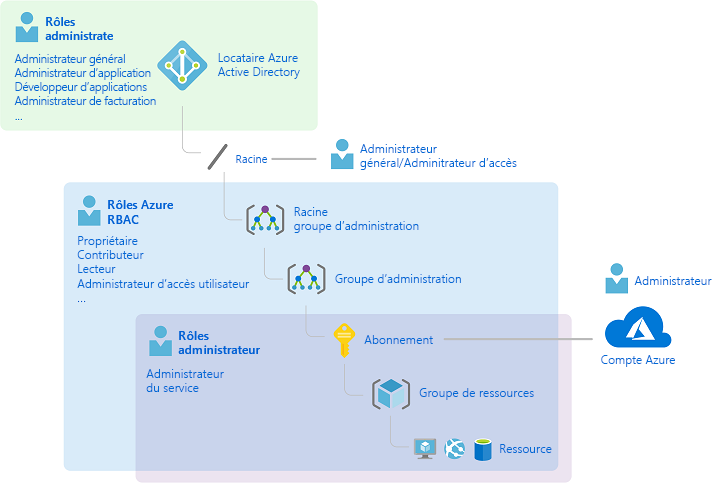 Rôles
administrate
Administrateur général
Administrateur d'application
Développeur d'applications
Administrateur de facturation
...
Locataire Azure
Active Directory
Racine
Administrateur
général/Adminitrateur d'accès
Rôles Azure
RBAC
Propriétaire
Contributeur
Lecteur
Administrateur d'accès utilisateur
...
Racine
groupe d'administration
Groupe d'administration
Administrateur
Compte Azure
Rôles
administrateur
Administrateur
du service
Abonnement
Groupe de ressources
Ressource